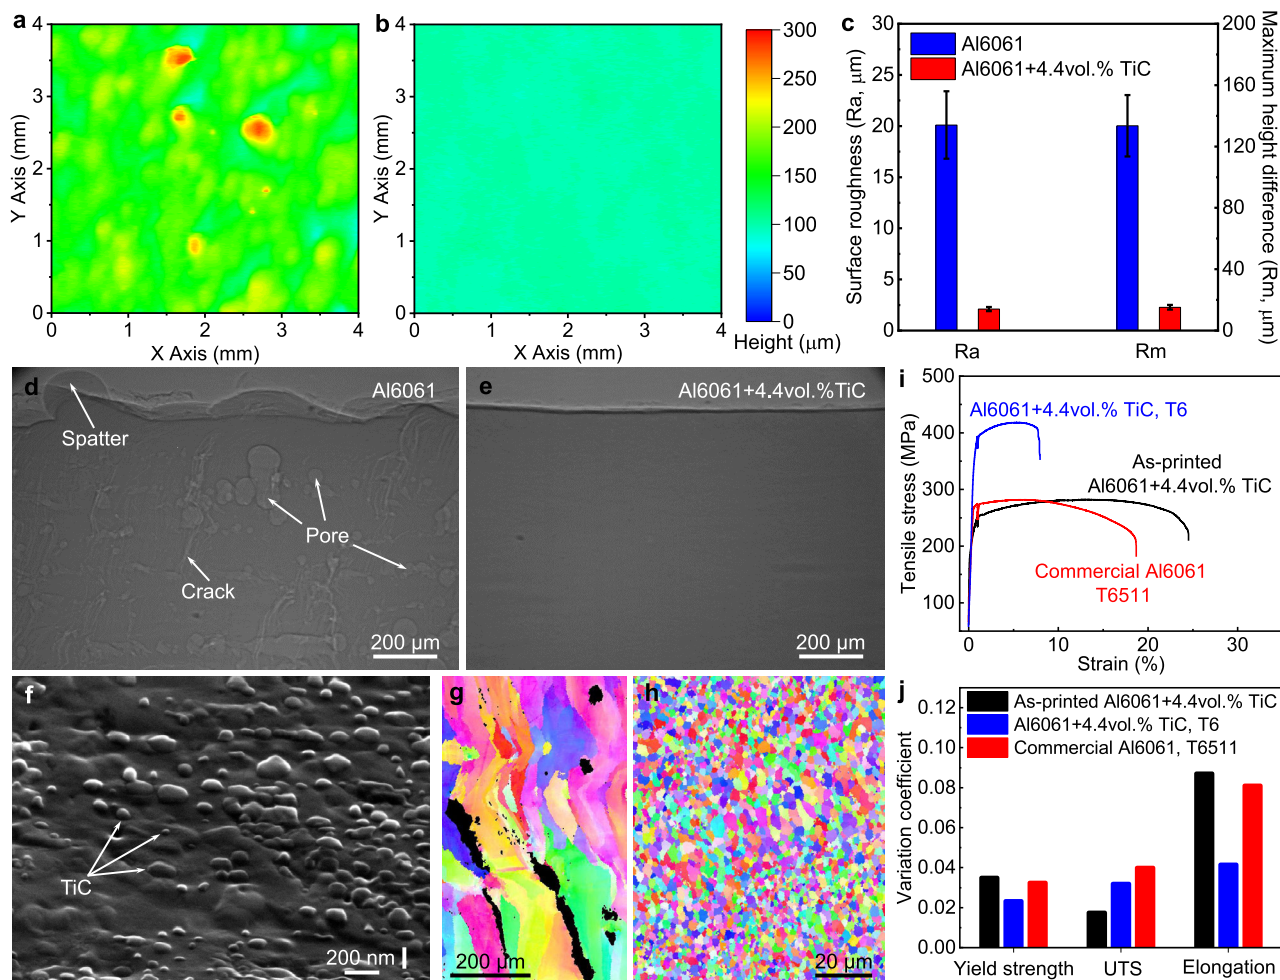 a
4
3
2
1
0
Y Axis (mm)
0
1
2
3
4
X Axis (mm)
b
4
3
2
1
0
Y Axis (mm)
0
1
2
3
4
X Axis (mm)
300
250
200
150
100
50
0
Height (μm)
c
30
25
20
15
10
5
0
Surface roughness (Ra, μm)
Al6061
Al6061+4.4vol.% TiC
200
160
120
80
40
0
Maximum height difference (Rm, μm)
Ra
Rm
d
Al6061
Spatter
Pore
Crack
200 μm
e
Al6061+4.4vol.%TiC
200 μm
i
500
400
300
200
100
Tensile stress (MPa)
Al6061+4.4vol.% TiC, T6
As-printed
Al6061+4.4vol.% TiC
Commercial Al6061
T6511
0
10
20
30
Strain (%)
f
TiC
200 nm
g
200 μm
h
20 μm
j
0.12
0.10
0.08
0.06
0.04
0.02
0.00
Variation coefficient
As-printed Al6061+4.4vol.% TiC
Al6061+4.4vol.% TiC, T6
Commercial Al6061, T6511
Yield strength
UTS
Elongation